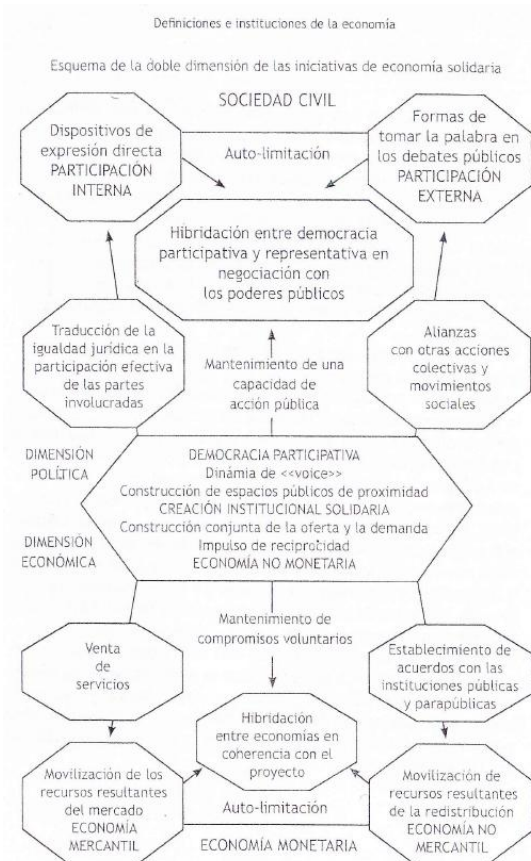 Definiciones e instituciones de la economía
Esquema de la doble dimensión de las iniciativas de economía solidaria
SOCIEDAD CIVIL
Dispositivos de
expresión directa
PARTICIPACIÓN
INTERNA
Auto-limitación
Formas de
tomar la palabra en
los debates públicos
PARTICIPACIÓN
EXTERNA
Hibridación entre democracia
participativa y representativa en
negociación con
los poderes públicos
Traducción de la
igualdad jurídica en la
participación efectiva
de las partes
involucradas
Mantenimiento de una
capacidad de
acción pública
Alianzas
con otras acciones
colectivas y
movimientos
sociales
DIMENSIÓN
POLÍTICA
DEMOCRACIA PARTICIPATIVA
Dinámia de <<voice>>
Construcción de espacios públicos de proximidad
CREACIÓN INSTITUCIONAL SOLIDARIA
Construcción conjunta de la oferta y la demanda
Impulso de reciprocidad
ECONOMÍA NO MONETARIA
DIMENSIÓN
ECONÓMICA
Venta
de
servicios
Mantenimiento de
compromisos voluntarios
Establecimiento de
acuerdos con las
instituciones públicas
y parapúblicas
Hibridación
entre economías en
coherencia con el
proyecto
Movilización de los
recursos resultantes
del mercado
ECONOMÍA
MERCANTIL
Auto-limitación
Movilización de
recursos resultantes
de la redistribución
ECONOMÍA NO
MERCANTIL
ECONOMÍA MONETARIA